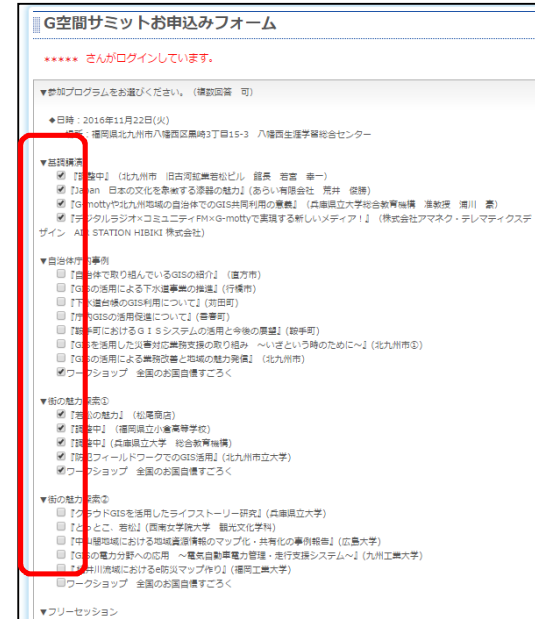 G空間サミットお申込みフォーム
***** さんがログインしています。
▼参加プログラムをお選びください。（複数回答 可）
◆日時：2016年11月22日(火)
場所：福岡県北九州市八幡西区黒崎3丁目15-3 八幡西生涯学習総合センター
▼基調講演
『調整中』（北九州市 旧古河鉱業若松ビル 館長 若宮 幸一）
『Japan 日本の文化を象徴する漆器の魅力』(あらい有限会社 荒井 俊勝)
『G-mottyや北九州地域の自治体でのGIS共同利用の意義』（兵庫県立大学総合教育機構 准教授 浦川 豪）
『デジタルラジオ×コミュニティFM×G-mottyで実現する新しいメディア！』（株式会社アマネク・テレマティクスデ
ザイン AIR STATION HIBIKI 株式会社)
▼自治体庁内事例
『自治体で取り組んでいるGISの紹介』（直方市）
『GISの活用による下水道事業の推進』(行橋市)
『下水道台帳のGIS利用について』(苅田町)
『庁内GISの活用促進について』(香春町)
『鞍手町におけるＧＩＳシステムの活用と今後の展望』(鞍手町)
『GISを活用した災害対応業務支援の取り組み ～いざという時のために～』(北九州市①)
『GISの活用による業務改善と地域の魅力発信』（北九州市）
ワークショップ 全国のお国自慢すごろく
▼街の魅力探索①
『若松の魅力』（松尾商店）
『調整中』（福岡県立小倉高等学校)
『調整中』(兵庫県立大学 総合教育機構)
『防犯フィールドワークでのGIS活用』(北九州市立大学)
ワークショップ 全国のお国自慢すごろく
▼街の魅力探索②
『クラウドGISを活用したライフストーリー研究』(兵庫県立大学)
『とっとこ、若松』(西南女学院大学 観光文化学科)
『中山間地域における地域資源情報のマップ化・共有化の事例報告』(広島大学)
『GISの電力分野への応用 ～電気自動車電力管理・走行支援システム～』(九州工業大学)
『井川流域におけるe防災マップ作り』(福岡工業大学)
ワークショップ 全国のお国自慢すごろく
▼フリーセッション